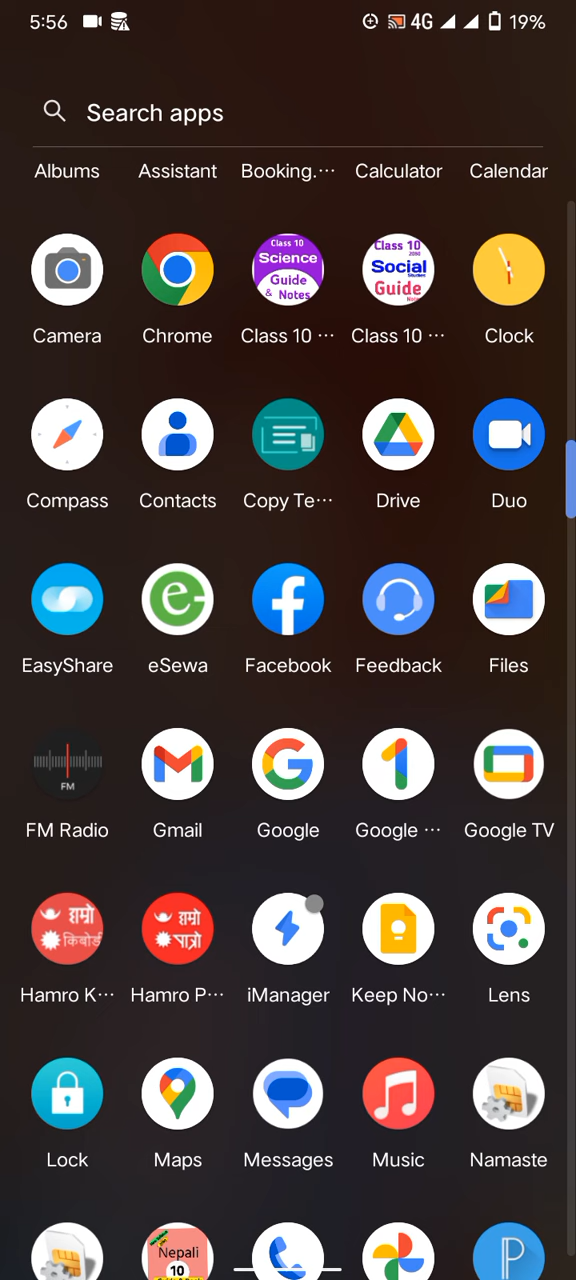 5:56 4G 19%
Search apps
Albums Assistant Booking.⋯ Calculator Calendar
Class 10 Class 10
2080
Science Social
Studies
Guide Guide
& Notes
Camera Chrome Class 10 ⋯ Class 10 ⋯ Clock
Compass Contacts Copy Te⋯ Drive Duo
EasyShare eSewa Facebook Feedback Files
FM
FM Radio Gmail Google Google ⋯ Google TV
हाम्रो हाम्रो
किबोर्ड पात्रो
Hamro K⋯ Hamro P⋯ iManager Keep No⋯ Lens
Lock Maps Messages Music Namaste
Nepali
10